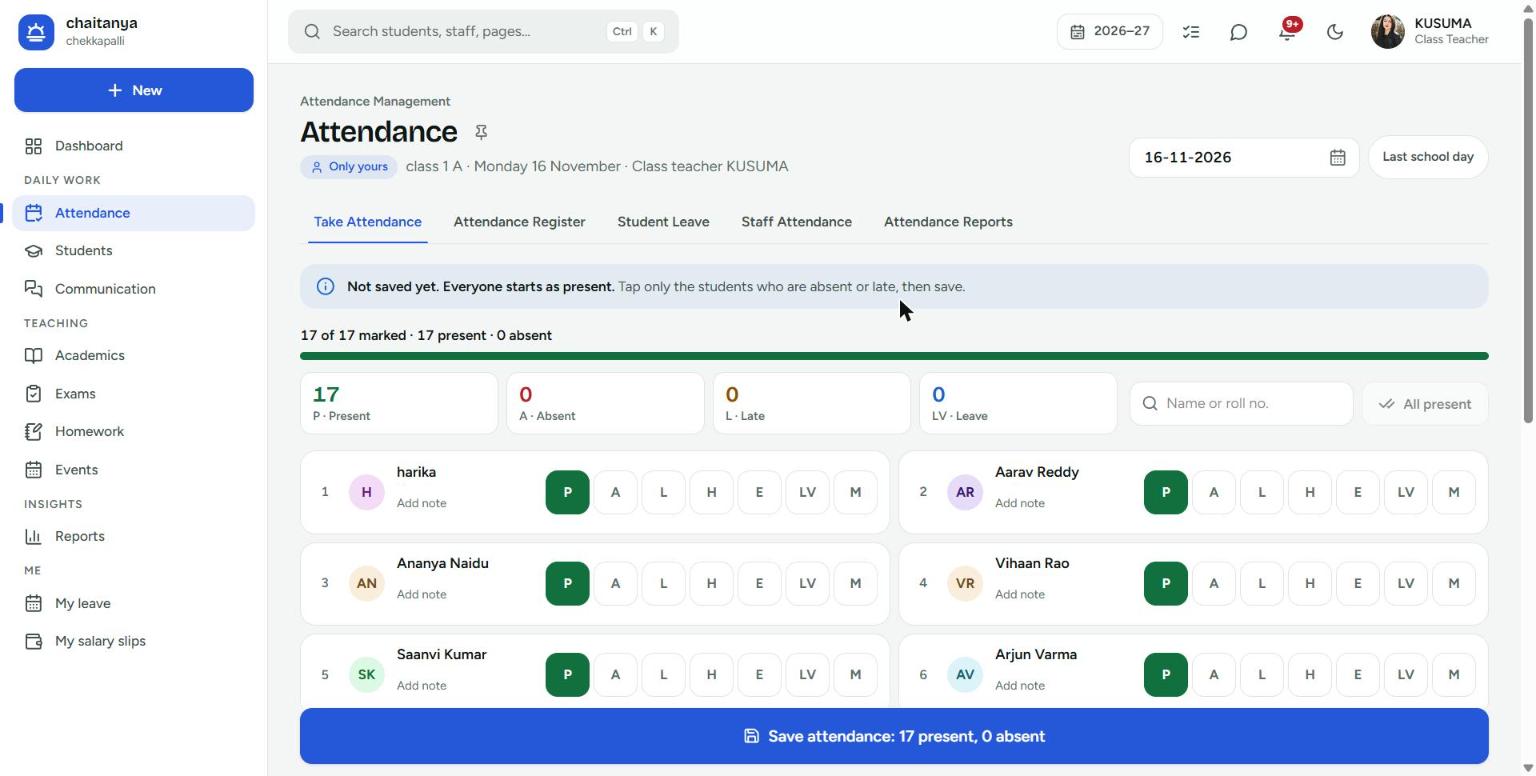 chaitanya
chekkapalli
Search students, staff, pages...
Ctrl K
2026–27
9+
KUSUMA
Class Teacher
New
Dashboard
DAILY WORK
Attendance
Students
Communication
TEACHING
Academics
Exams
Homework
Events
INSIGHTS
Reports
ME
My leave
My salary slips
Attendance Management
Attendance
Only yours class 1 A · Monday 16 November · Class teacher KUSUMA
16-11-2026
Last school day
Take Attendance Attendance Register Student Leave Staff Attendance Attendance Reports
Not saved yet. Everyone starts as present. Tap only the students who are absent or late, then save.
17 of 17 marked · 17 present · 0 absent
17
P · Present
0
A · Absent
0
L · Late
0
LV · Leave
Name or roll no.
All present
1 H harika
Add note
P A L H E LV M
2 AR Aarav Reddy
Add note
P A L H E LV M
3 AN Ananya Naidu
Add note
P A L H E LV M
4 VR Vihaan Rao
Add note
P A L H E LV M
5 SK Saanvi Kumar
Add note
P A L H E LV M
6 AV Arjun Varma
Add note
P A L H E LV M
Save attendance: 17 present, 0 absent